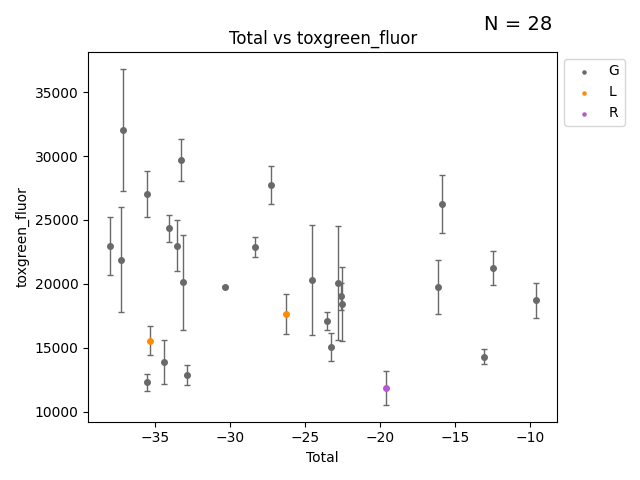 N = 28
Total vs toxgreen_fluor
G
L
R
35000
30000
25000
20000
15000
10000
toxgreen_fluor
−35 −30 −25 −20 −15 −10
Total